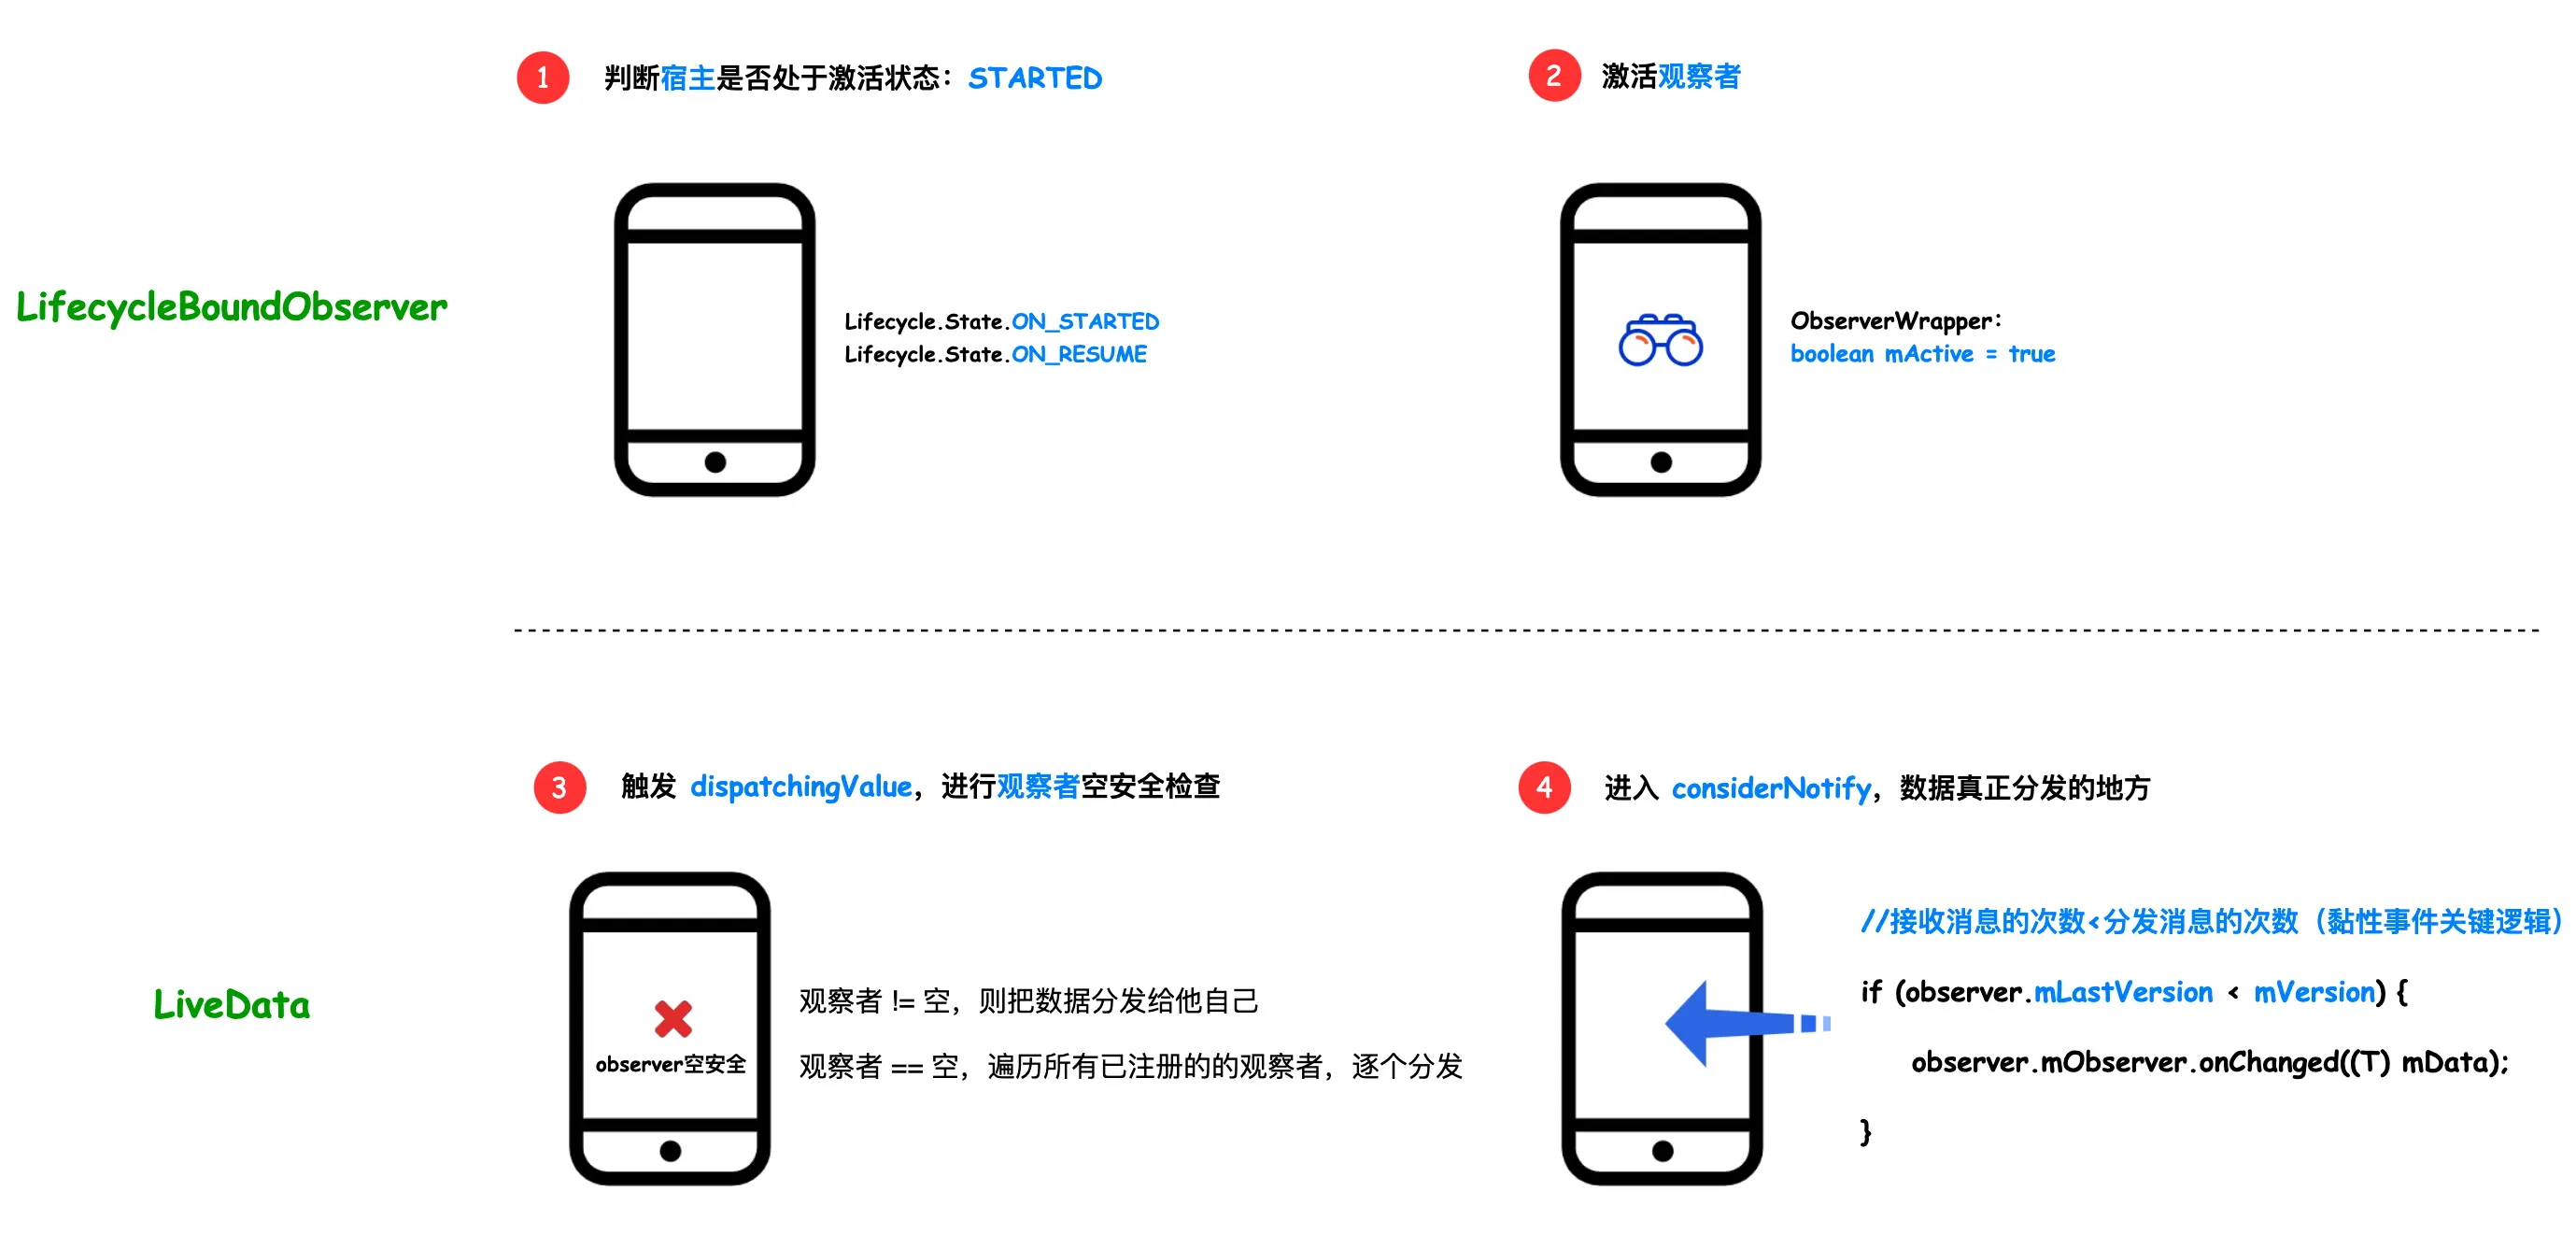 1 判断宿主是否处于激活状态：STARTED
2 激活观察者
LifecycleBoundObserver
Lifecycle.State.ON_STARTED
Lifecycle.State.ON_RESUME
ObserverWrapper：
boolean mActive = true
3 触发 dispatchingValue，进行观察者空安全检查
4 进入 considerNotify，数据真正分发的地方
LiveData
observer空安全
观察者 != 空，则把数据分发给他自己
观察者 == 空，遍历所有已注册的的观察者，逐个分发
//接收消息的次数<分发消息的次数（黏性事件关键逻辑）
if (observer.mLastVersion < mVersion) {
observer.mObserver.onChanged((T) mData);
}